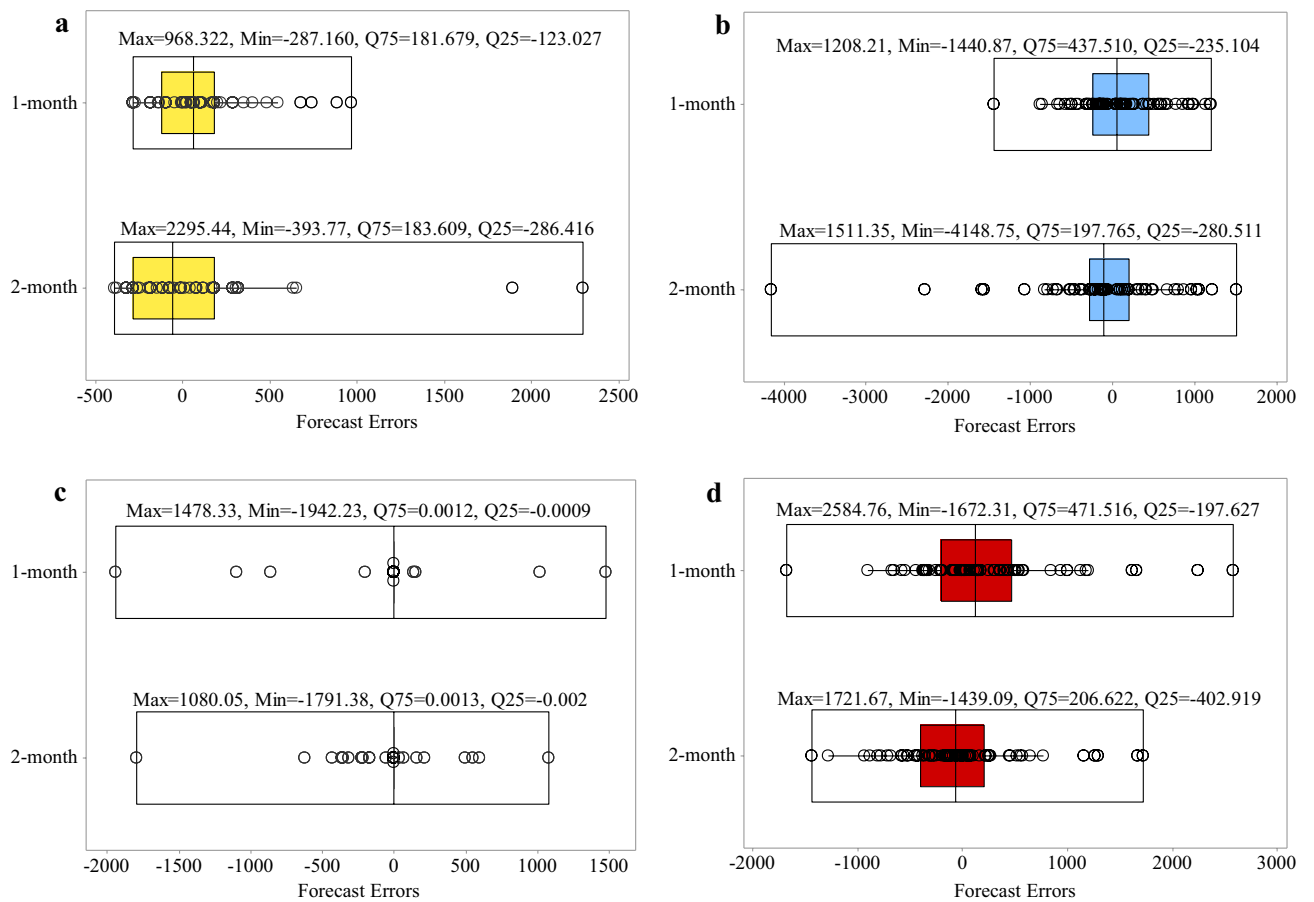 a
Max=968.322, Min=-287.160, Q75=181.679, Q25=-123.027
1-month
Max=2295.44, Min=-393.77, Q75=183.609, Q25=-286.416
2-month
-500 0 500 1000 1500 2000 2500
Forecast Errors
b
Max=1208.21, Min=-1440.87, Q75=437.510, Q25=-235.104
1-month
Max=1511.35, Min=-4148.75, Q75=197.765, Q25=-280.511
2-month
-4000 -3000 -2000 -1000 0 1000 2000
Forecast Errors
c
Max=1478.33, Min=-1942.23, Q75=0.0012, Q25=-0.0009
1-month
Max=1080.05, Min=-1791.38, Q75=0.0013, Q25=-0.002
2-month
-2000 -1500 -1000 -500 0 500 1000 1500
Forecast Errors
d
Max=2584.76, Min=-1672.31, Q75=471.516, Q25=-197.627
1-month
Max=1721.67, Min=-1439.09, Q75=206.622, Q25=-402.919
2-month
-2000 -1000 0 1000 2000 3000
Forecast Errors